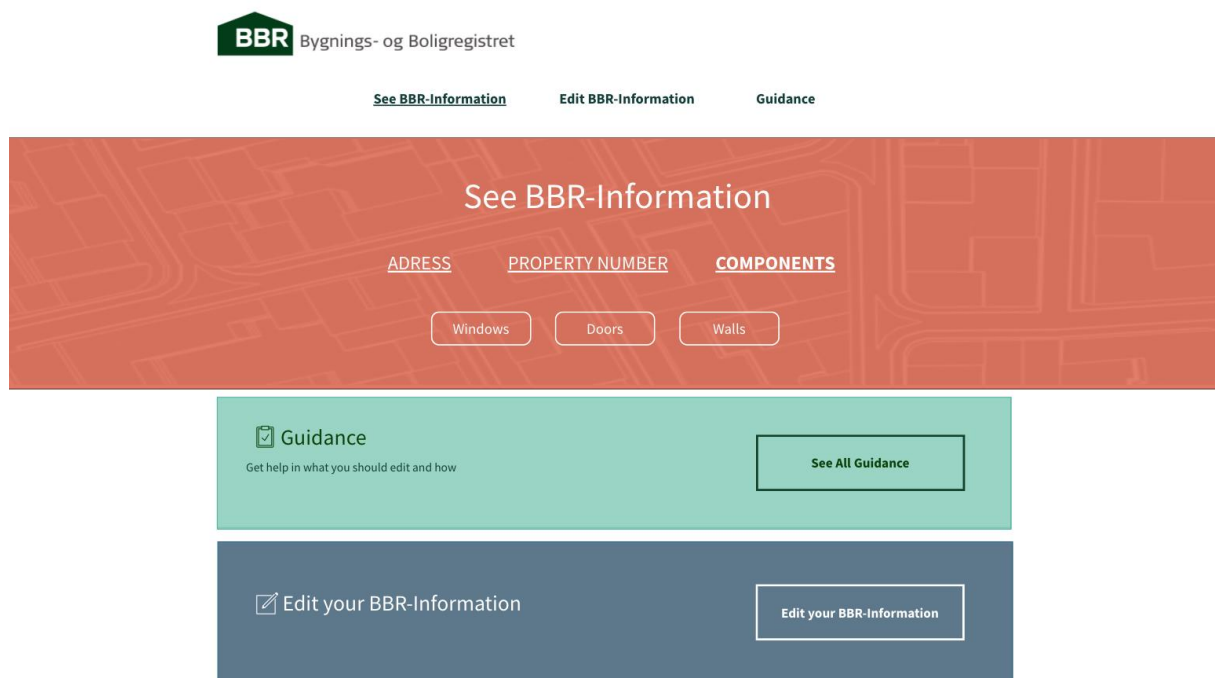 BBR Bygnings- og Boligregistret
See BBR-Information Edit BBR-Information Guidance
See BBR-Information
ADRESS PROPERTY NUMBER COMPONENTS
Windows Doors Walls
Guidance
Get help in what you should edit and how
See All Guidance
Edit your BBR-Information
Edit your BBR-Information